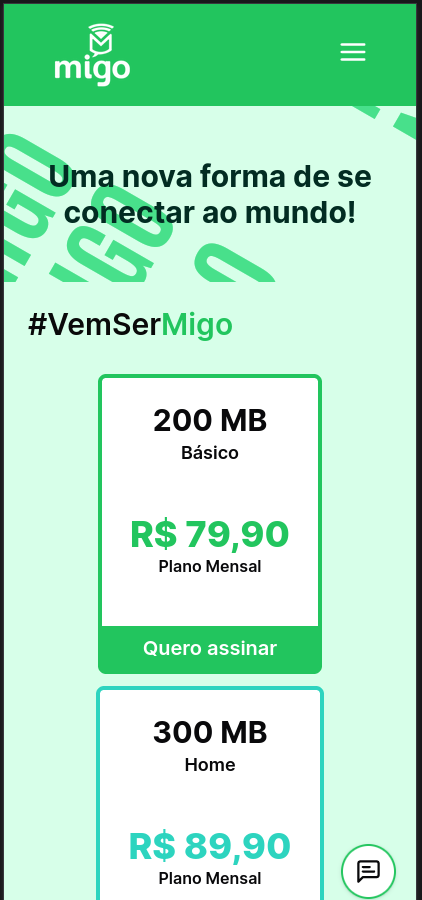 migo
Uma nova forma de se
conectar ao mundo!
#VemSerMigo
200 MB
Básico
R$ 79,90
Plano Mensal
Quero assinar
300 MB
Home
R$ 89,90
Plano Mensal